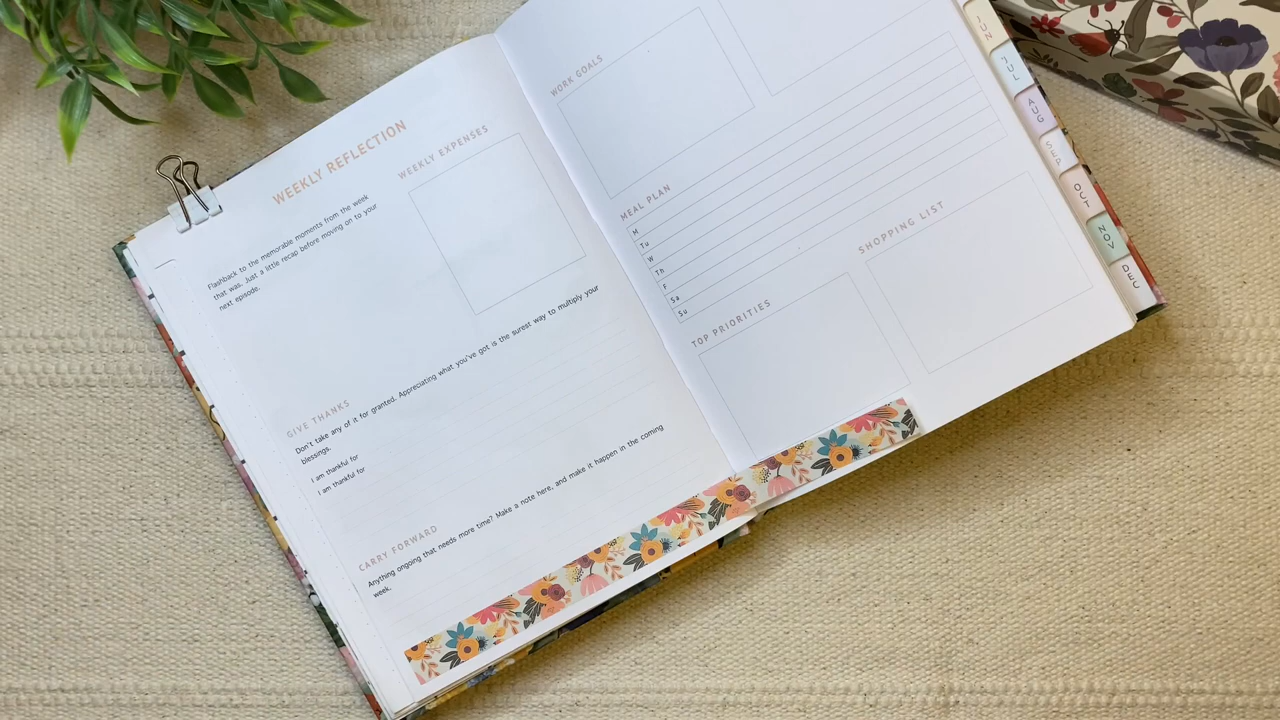 WEEKLY REFLECTION
Flashback to the memorable moments from the week
that was. Just a little recap before moving on to your
next episode.
WEEKLY EXPENSES
GIVE THANKS
Don't take any of it for granted. Appreciating what you've got is the surest way to multiply your
blessings.
I am thankful for
I am thankful for
CARRY FORWARD
Anything ongoing that needs more time? Make a note here, and make it happen in the coming
week.
WORK GOALS
MEAL PLAN
M
Tu
W
Th
F
Sa
Su
TOP PRIORITIES
SHOPPING LIST
JUN
JUL
AUG
SEP
OCT
NOV
DEC